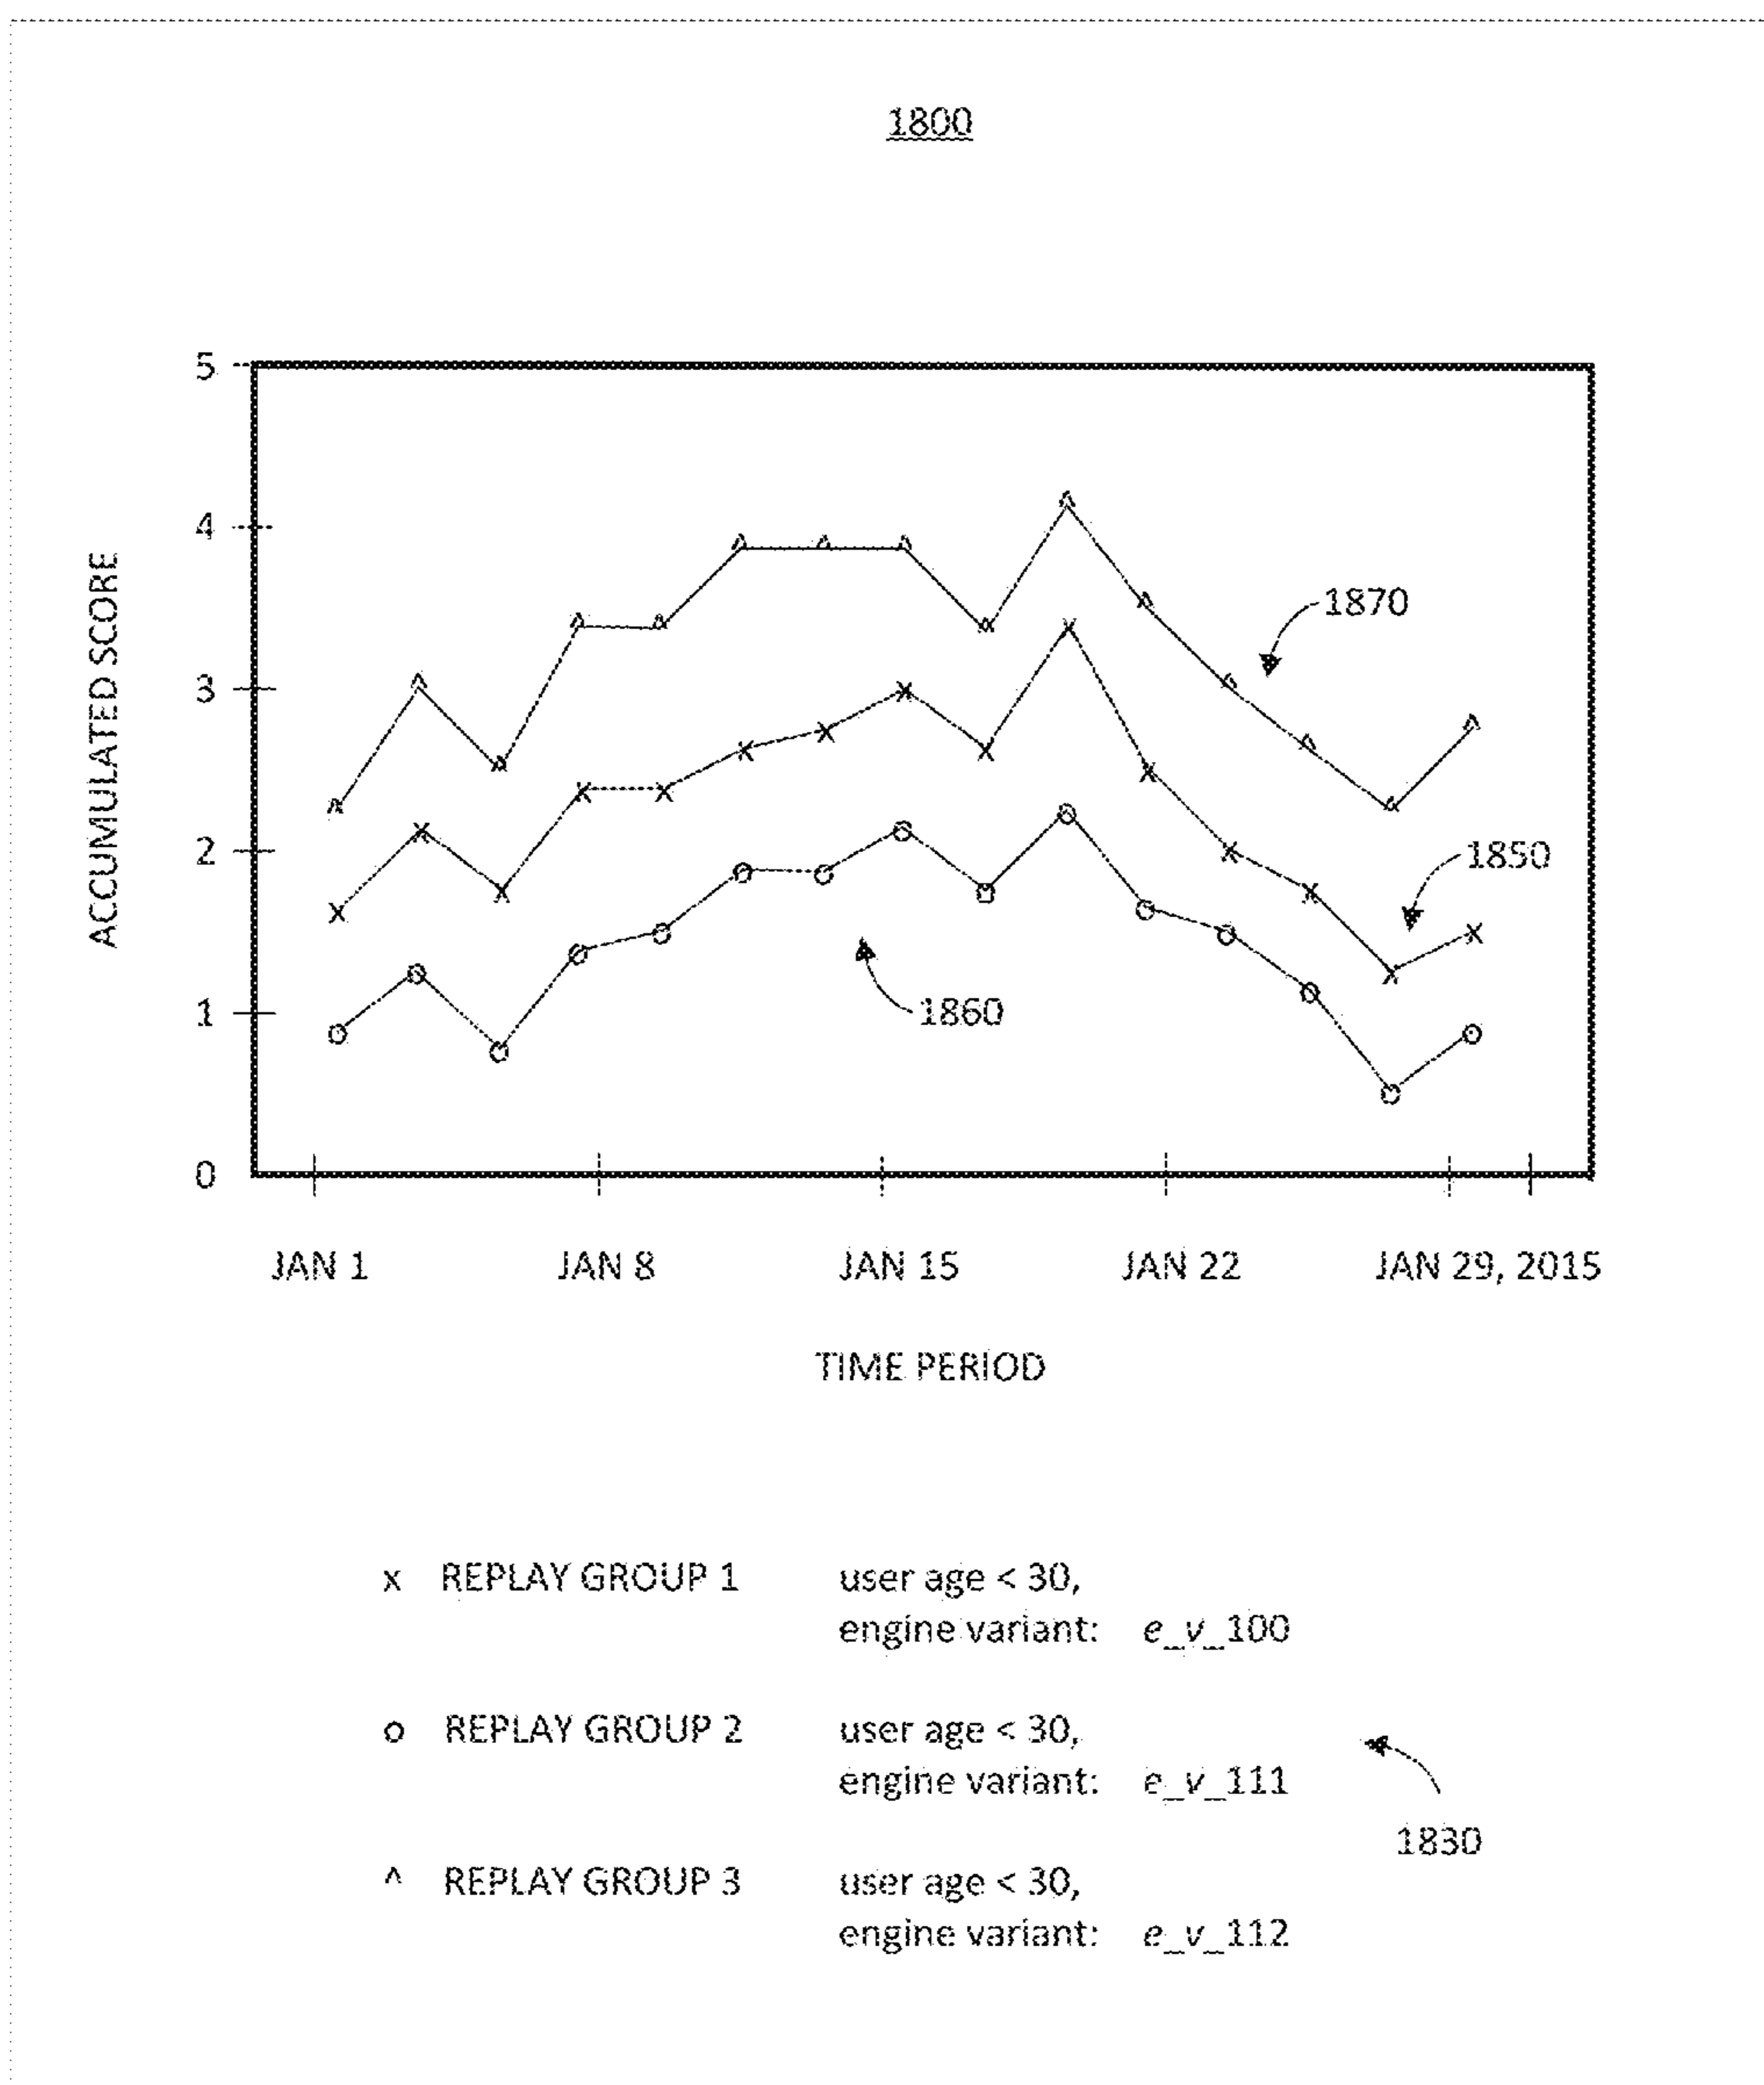 1800
5
4
3
2
1
0
ACCUMULATED SCORE
1870
1850
1860
JAN 1 JAN 8 JAN 15 JAN 22 JAN 29, 2015
TIME PERIOD
x REPLAY GROUP 1 user age < 30,
engine variant: e_v_100
o REPLAY GROUP 2 user age < 30,
engine variant: e_v_111
1830
^ REPLAY GROUP 3 user age < 30,
engine variant: e_v_112